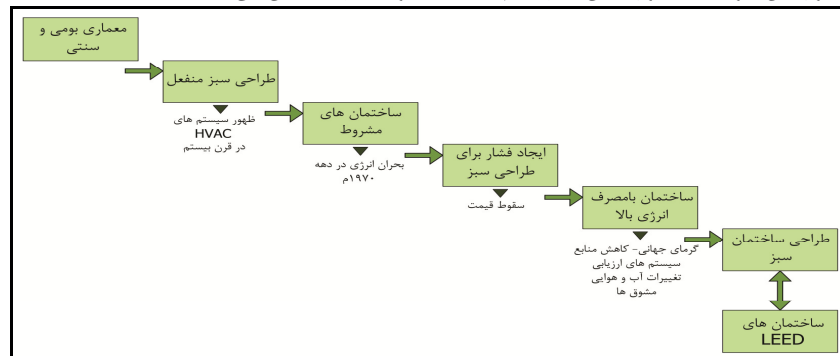 معماری بومی و
سنتی
طراحی سبز منفعل
ظهور سیستم های
HVAC
در قرن بیستم
ساختمان های
مشروط
بحران انرژی در دهه
۱۹۷۰م
ایجاد فشار برای
طراحی سبز
سقوط قیمت
ساختمان بامصرف
انرژی بالا
گرمای جهانی- کاهش منابع
سیستم های ارزیابی
تغییرات آب و هوایی
مشوق ها
طراحی ساختمان
سبز
ساختمان های
LEED